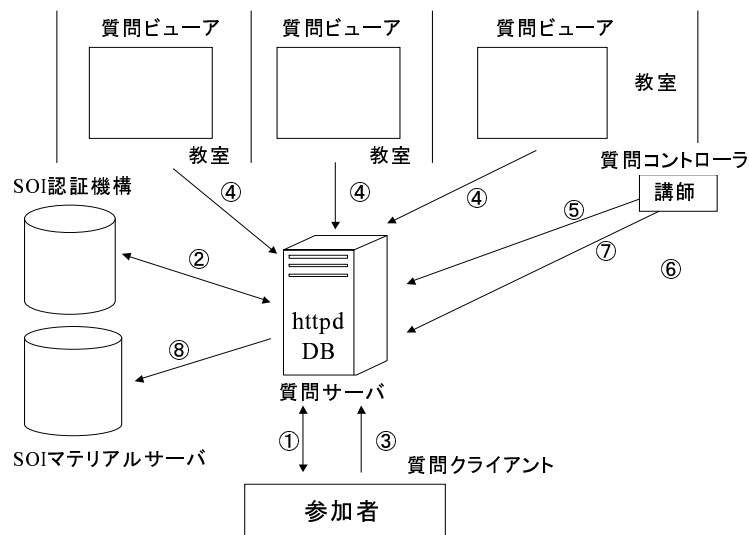 質問ビューア
質問ビューア
質問ビューア
教室
教室
教室
質問コントローラ
講師
SOI認証機構
④
④
④
⑤
②
⑦
⑥
httpd
DB
⑧
質問サーバ
SOIマテリアルサーバ
①
③
質問クライアント
参加者